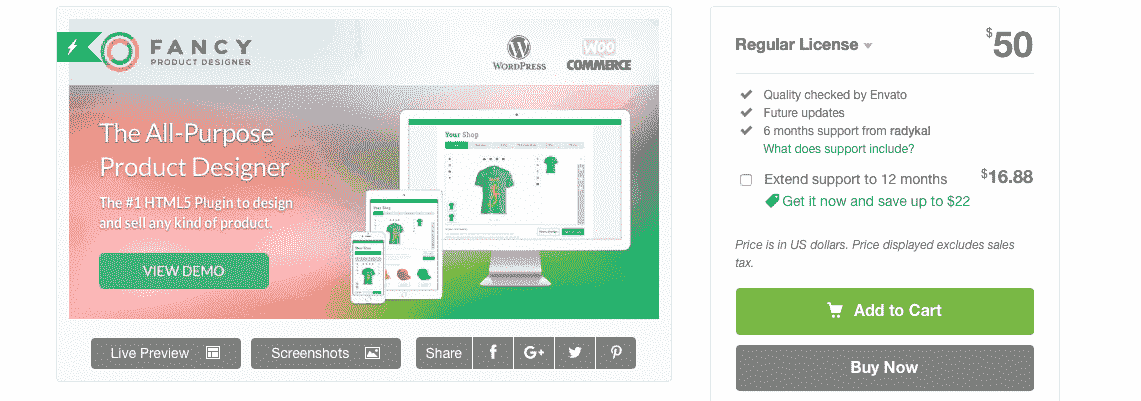 FANCY
PRODUCT DESIGNER
WORDPRESS
WOO
COMMERCE
The All-Purpose
Product Designer
The #1 HTML5 Plugin to design
and sell any kind of product.
VIEW DEMO
Your Shop
Your Shop
Live Preview
Screenshots
Share
f
G+
Regular License
$50
Quality checked by Envato
Future updates
6 months support from radykal
What does support include?
Extend support to 12 months
$16.88
Get it now and save up to $22
Price is in US dollars. Price displayed excludes sales
tax.
Add to Cart
Buy Now